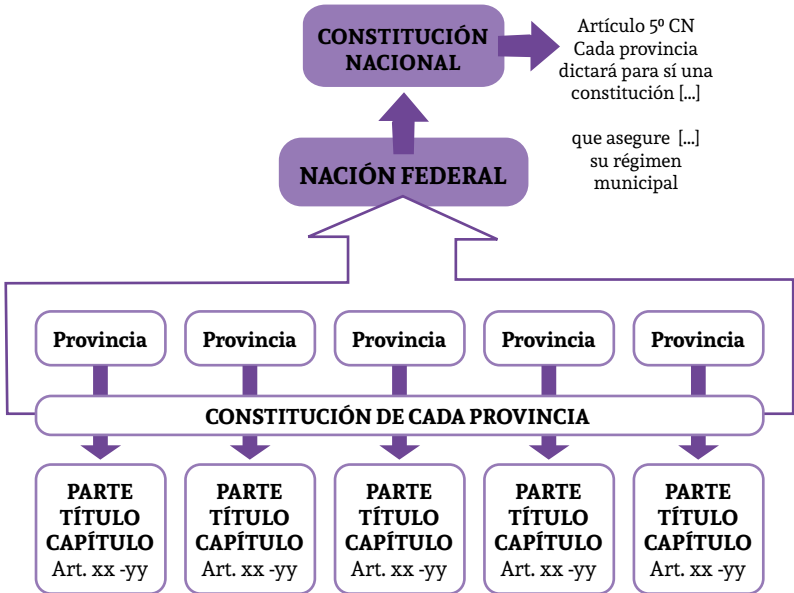 CONSTITUCIÓN
NACIONAL
Artículo 5º CN
Cada provincia
dictará para sí una
constitución [...]
que asegure [...]
su régimen
municipal
NACIÓN FEDERAL
Provincia
Provincia
Provincia
Provincia
Provincia
CONSTITUCIÓN DE CADA PROVINCIA
PARTE
TÍTULO
CAPÍTULO
Art. xx -yy
PARTE
TÍTULO
CAPÍTULO
Art. xx -yy
PARTE
TÍTULO
CAPÍTULO
Art. xx -yy
PARTE
TÍTULO
CAPÍTULO
Art. xx -yy
PARTE
TÍTULO
CAPÍTULO
Art. xx -yy